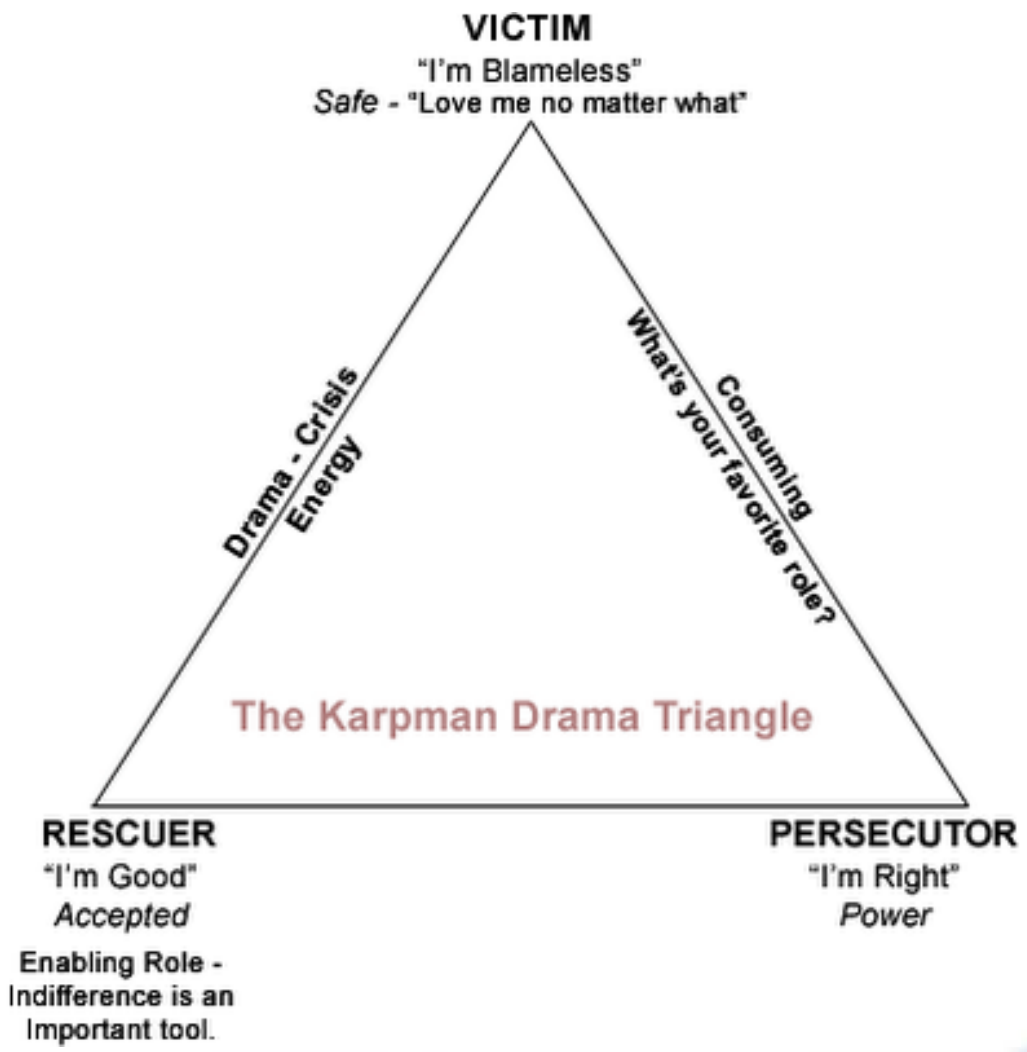 VICTIM
“I'm Blameless”
Safe - “Love me no matter what”
Drama - Crisis
Energy
Consuming
What's your favorite role?
The Karpman Drama Triangle
RESCUER
“I'm Good”
Accepted
Enabling Role -
Indifference is an
Important tool.
PERSECUTOR
“I'm Right”
Power